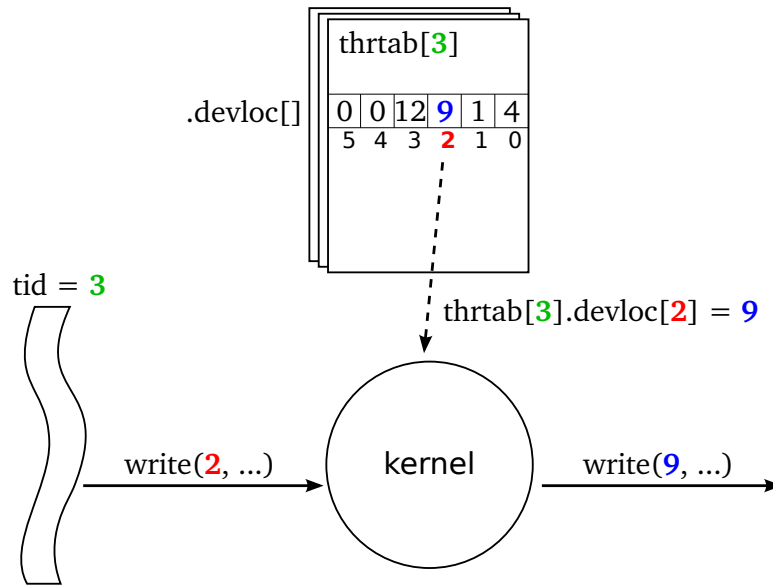 thrtab[3]
.devloc[] 0 0 12 9 1 4
5 4 3 2 1 0
tid = 3
thrtab[3].devloc[2] = 9
write(2, ...) kernel write(9, ...)